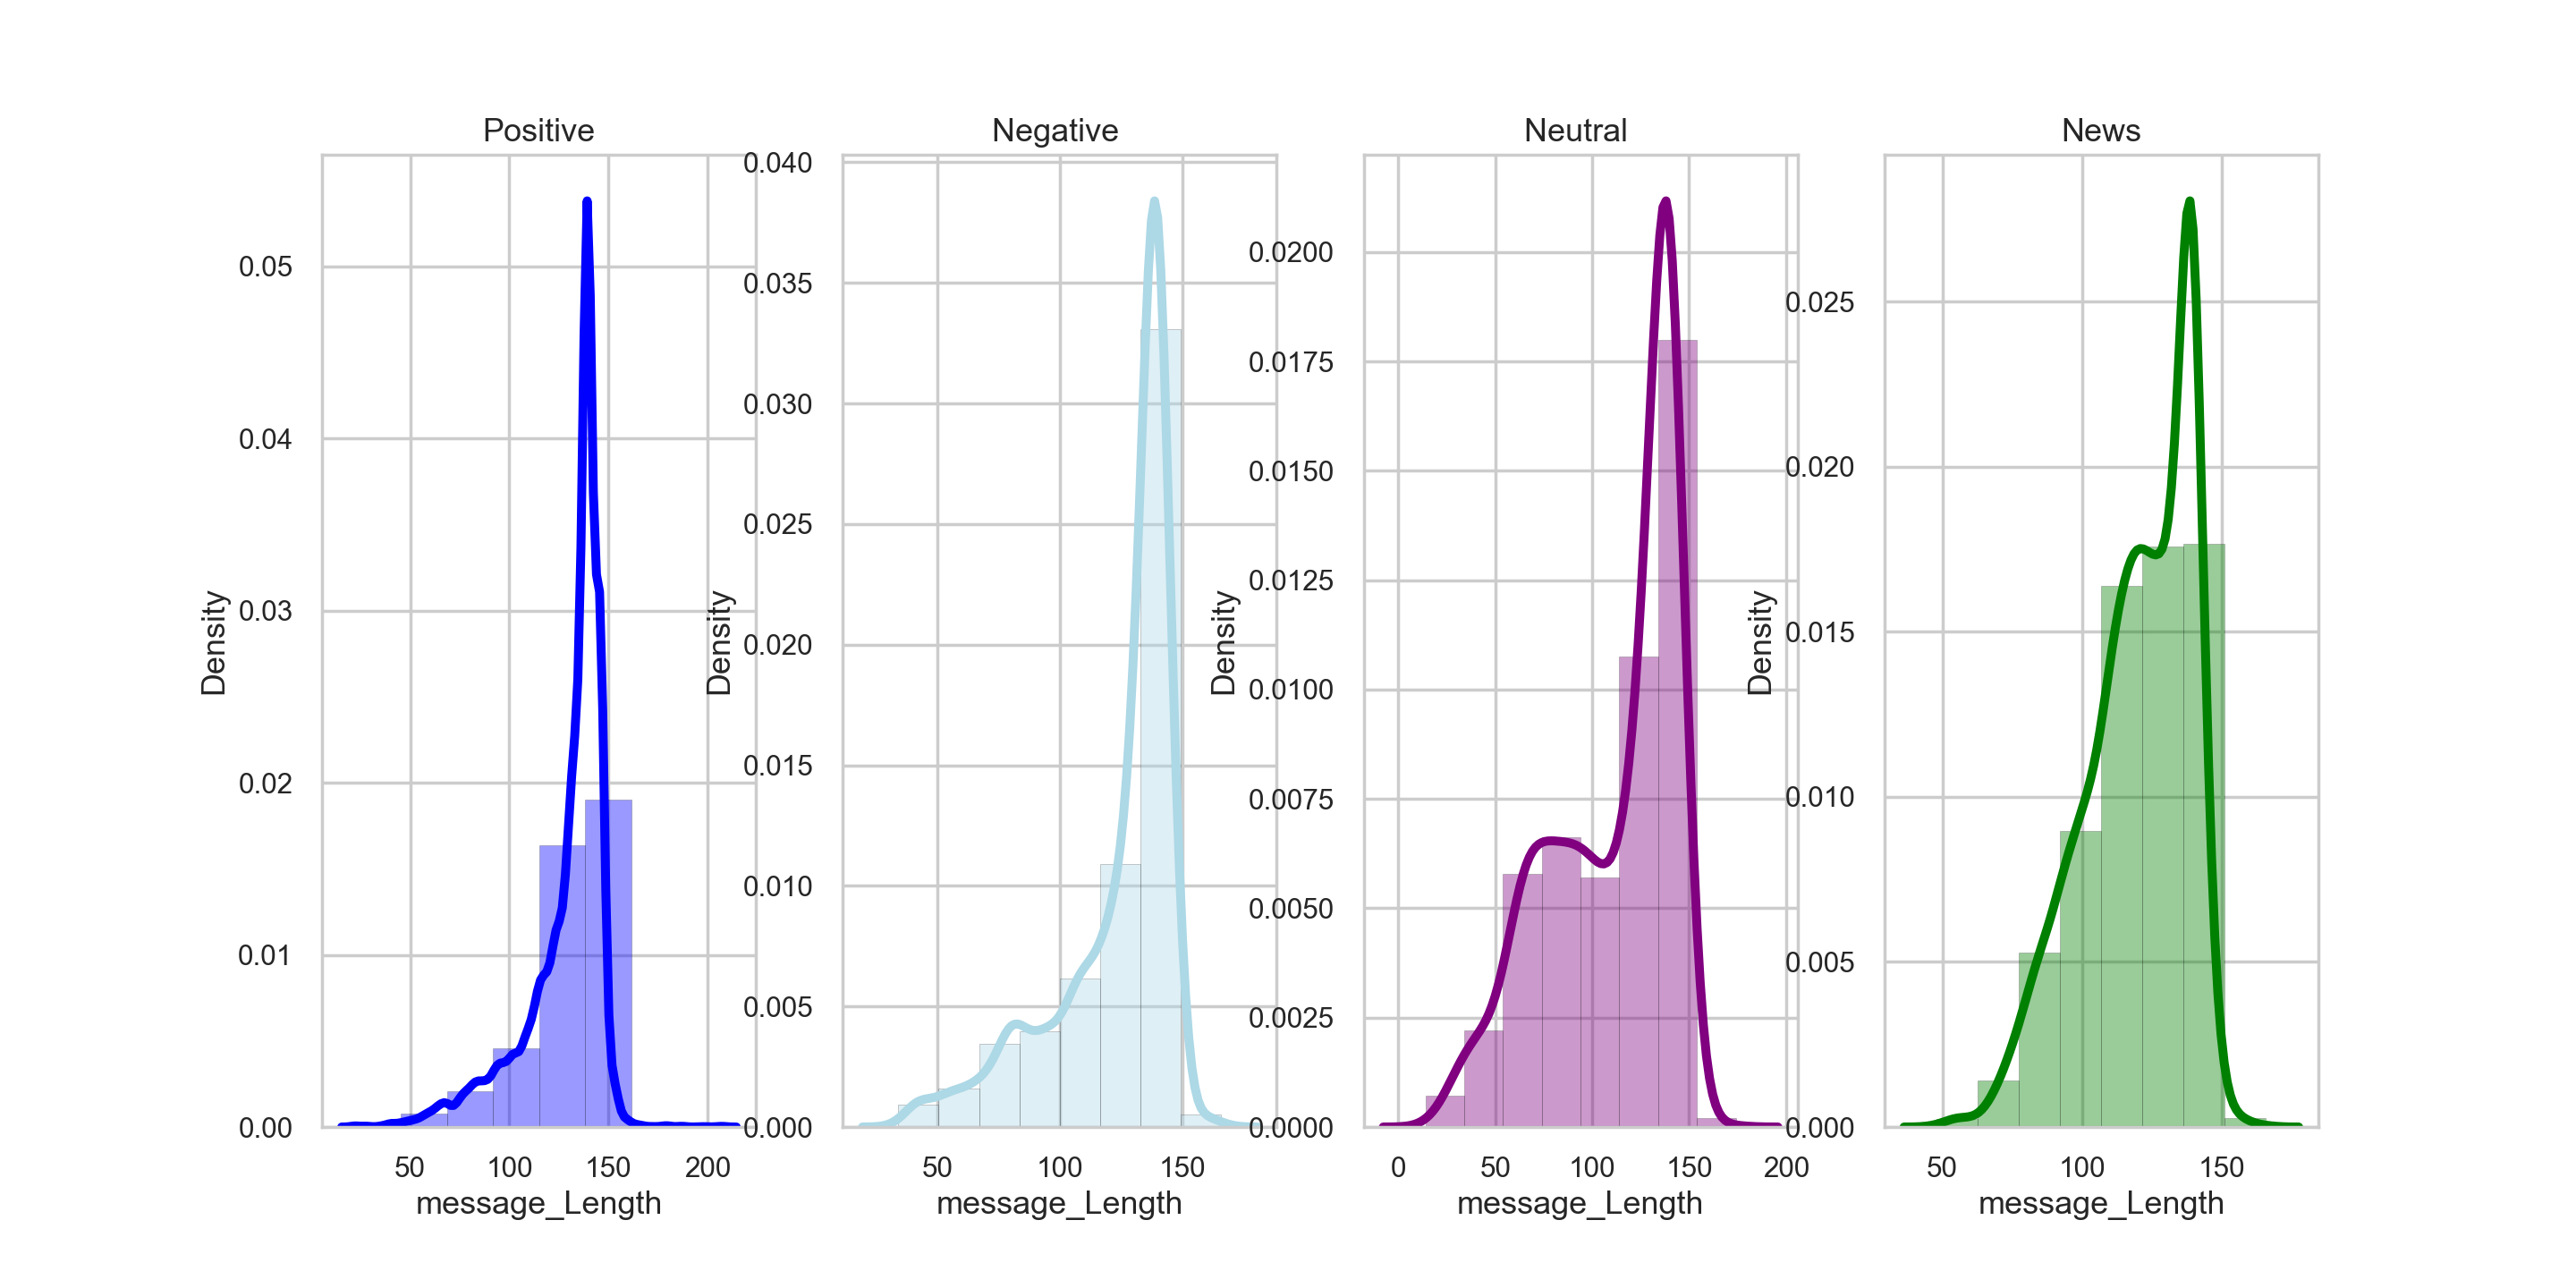 Positive
Density
0.05
0.04
0.03
0.02
0.01
0.00
50 100 150 200
message_Length
Negative
Density
0.040
0.035
0.030
0.025
0.020
0.015
0.010
0.005
0.000
50 100 150
message_Length
Neutral
Density
0.0200
0.0175
0.0150
0.0125
0.0100
0.0075
0.0050
0.0025
0.0000
0 50 100 150 200
message_Length
News
Density
0.025
0.020
0.015
0.010
0.005
0.000
50 100 150
message_Length